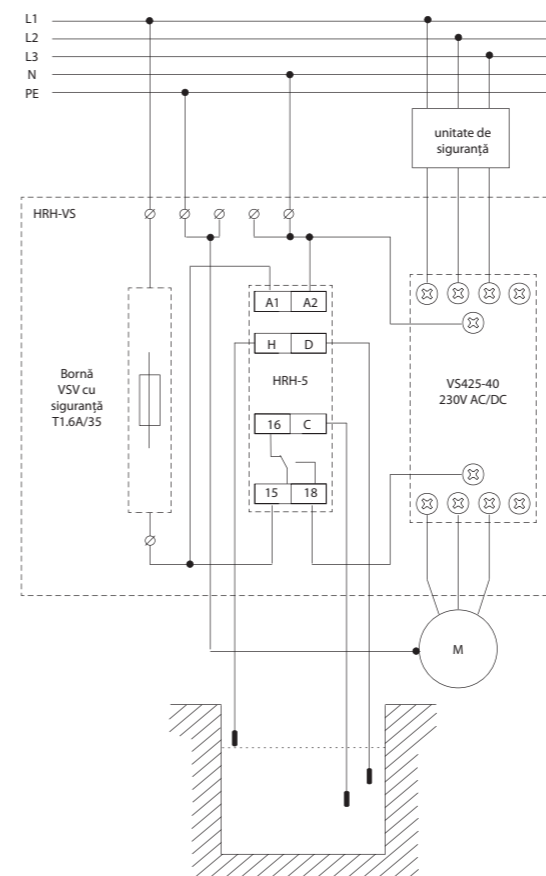 L1
L2
L3
N
PE
unitate de
siguranță
HRH-VS
A1 A2
H D
HRH-5
16 C
15 18
Bornă
VSV cu
siguranță
T1.6A/35
VS425-40
230V AC/DC
M